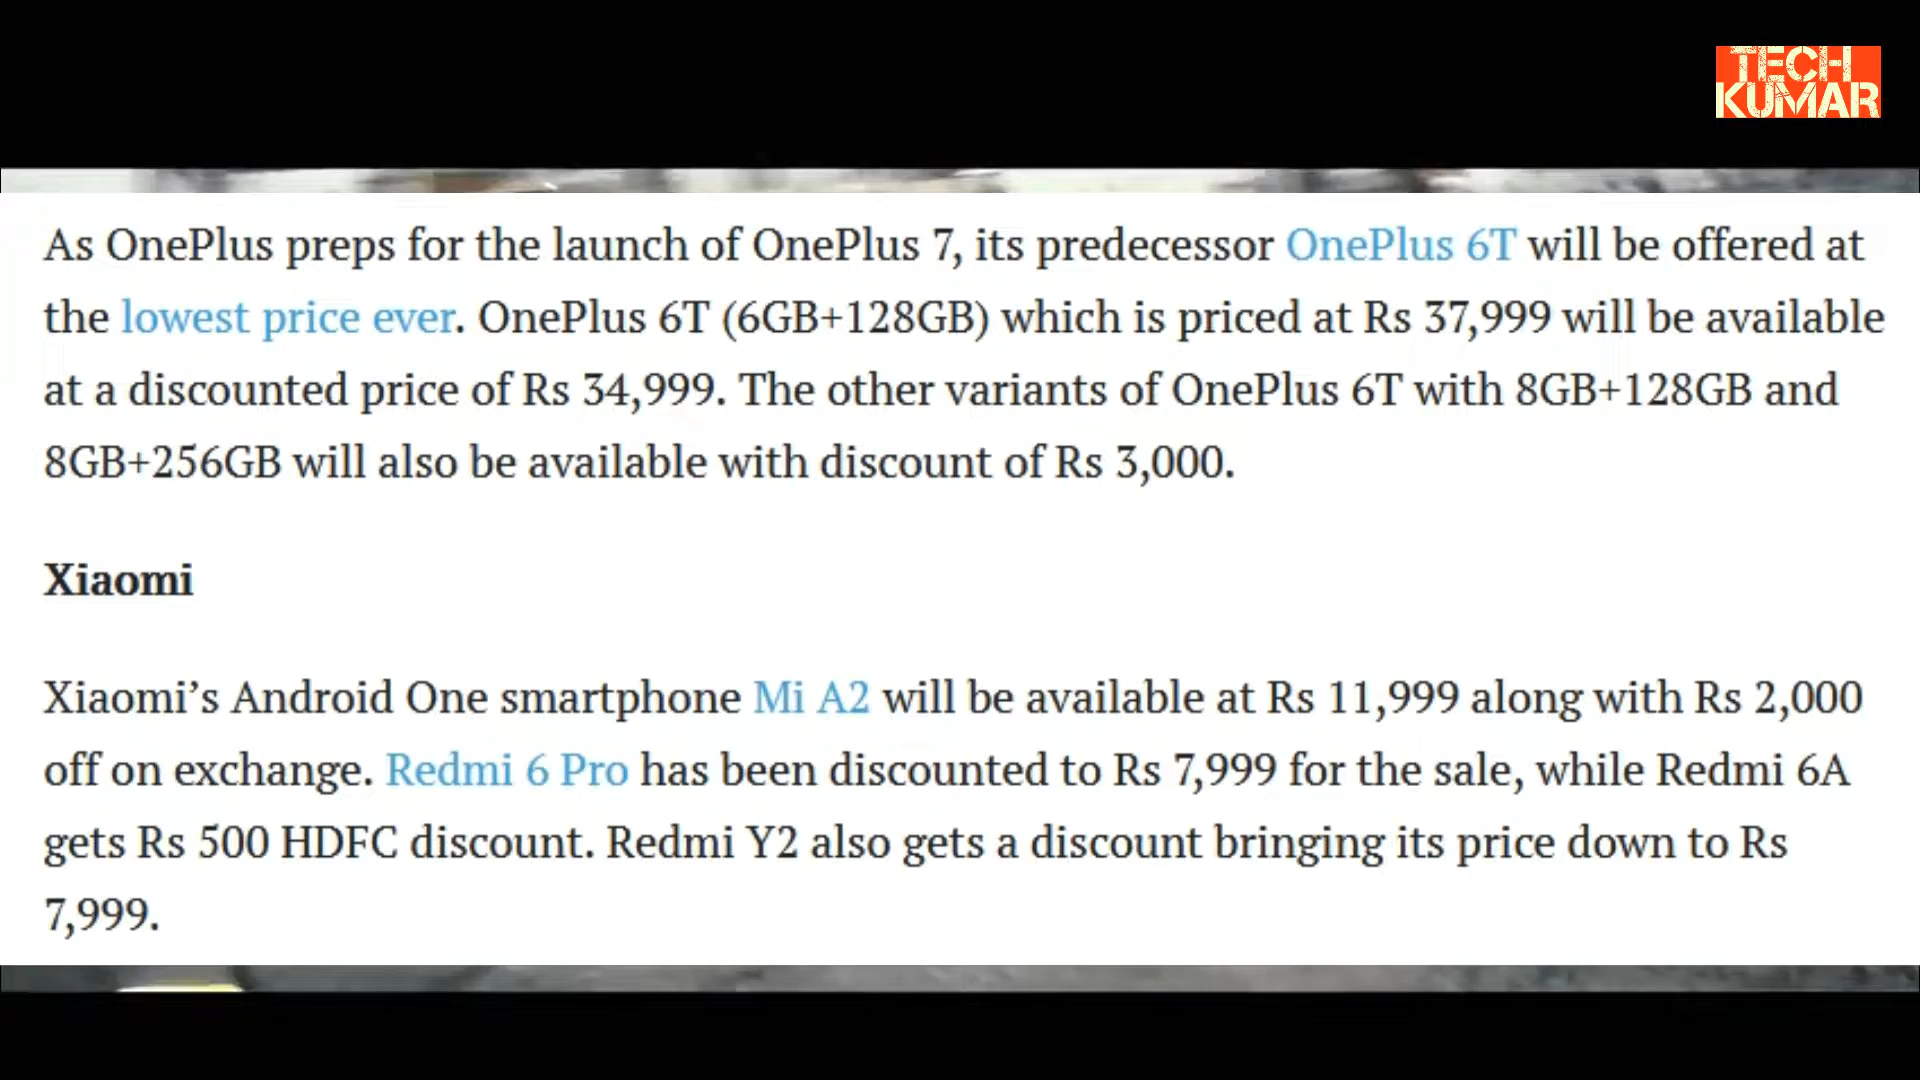 TECH
KUMAR
As OnePlus preps for the launch of OnePlus 7, its predecessor OnePlus 6T will be offered at
the lowest price ever. OnePlus 6T (6GB+128GB) which is priced at Rs 37,999 will be available
at a discounted price of Rs 34,999. The other variants of OnePlus 6T with 8GB+128GB and
8GB+256GB will also be available with discount of Rs 3,000.
Xiaomi
Xiaomi’s Android One smartphone Mi A2 will be available at Rs 11,999 along with Rs 2,000
off on exchange. Redmi 6 Pro has been discounted to Rs 7,999 for the sale, while Redmi 6A
gets Rs 500 HDFC discount. Redmi Y2 also gets a discount bringing its price down to Rs
7,999.